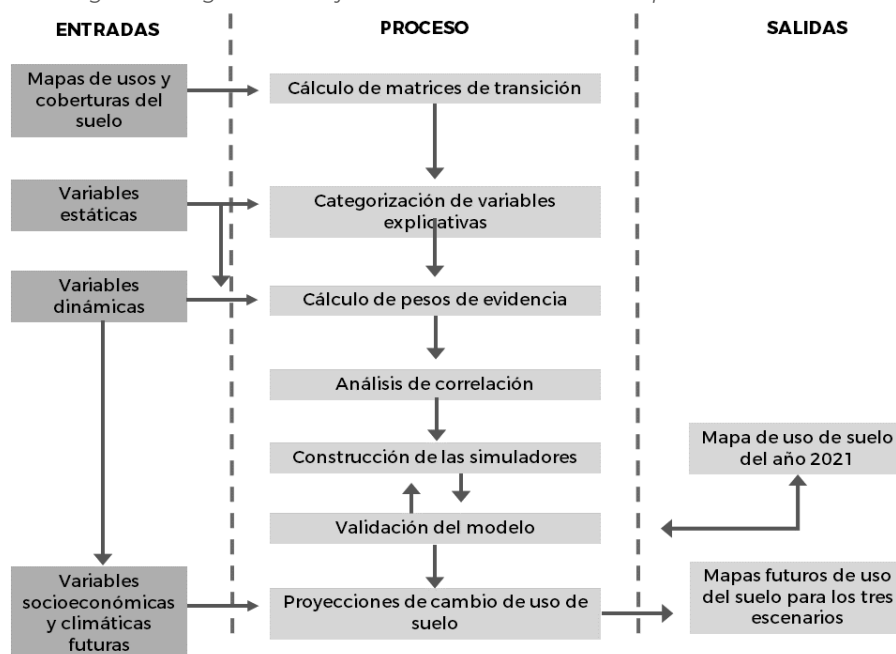 ENTRADAS
PROCESO
SALIDAS
Mapas de usos y
coberturas del
suelo
Cálculo de matrices de transición
Variables
estáticas
Categorización de variables
explicativas
Variables
dinámicas
Cálculo de pesos de evidencia
Análisis de correlación
Construcción de las simuladores
Mapa de uso de suelo
del año 2021
Validación del modelo
Variables
socioeconómicas
y climáticas
futuras
Proyecciones de cambio de uso de
suelo
Mapas futuros de uso
del suelo para los tres
escenarios